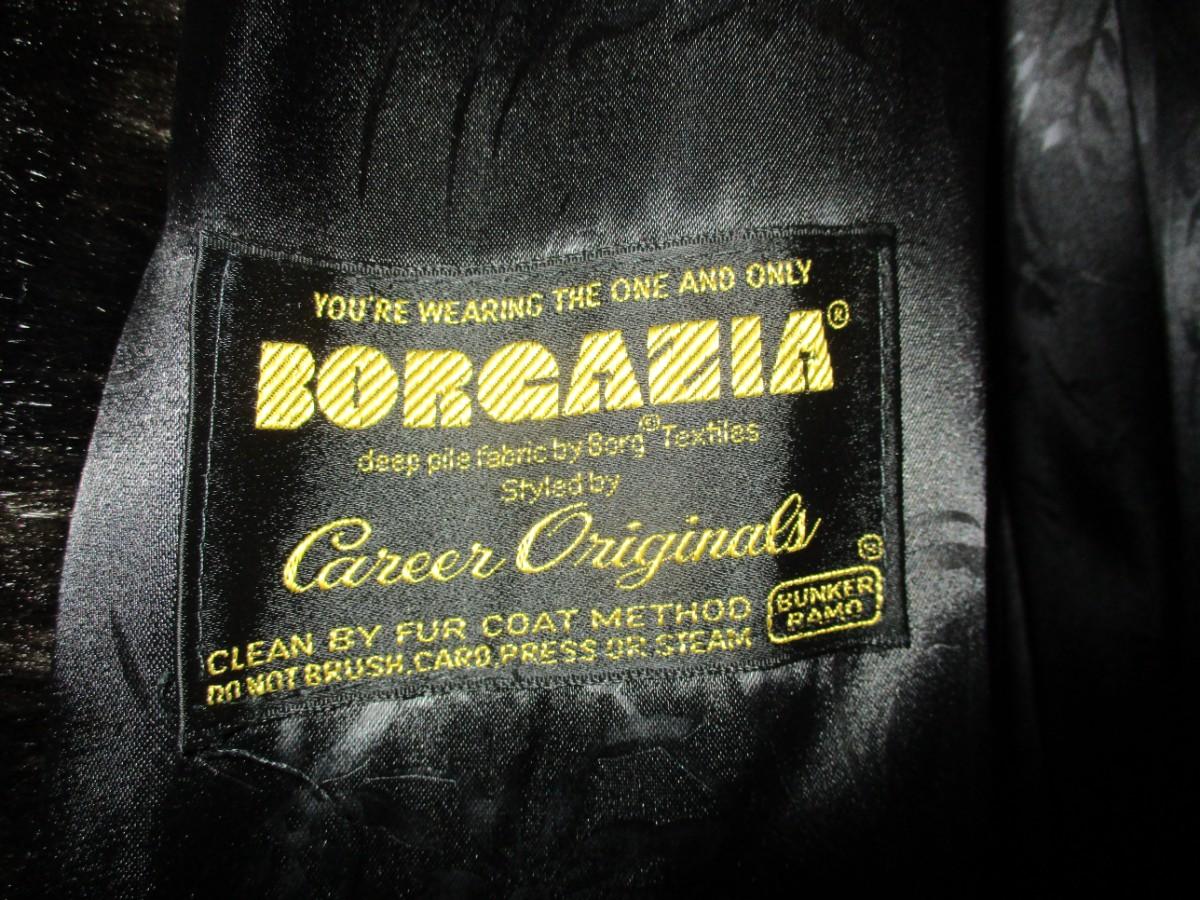 YOU'RE WEARING THE ONE AND ONLY
BORGAZIA®
deep pile fabric by Borg® Textiles
Styled by
Career Originals
CLEAN BY FUR COAT METHOD
DO NOT BRUSH, CARD, PRESS OR STEAM
BUNKER
RAMO
®